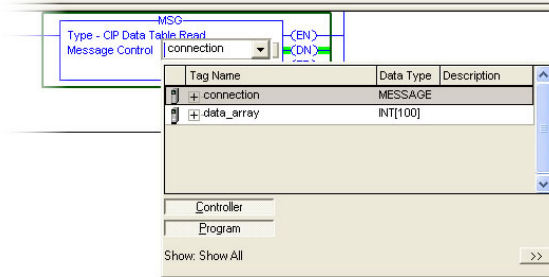 MSG
Type - CIP Data Table Read
(EN)
Message Control
connection
(DN)
Tag Name Data Type Description
connection MESSAGE
data_array INT[100]
Controller
Program
Show: Show All
>>